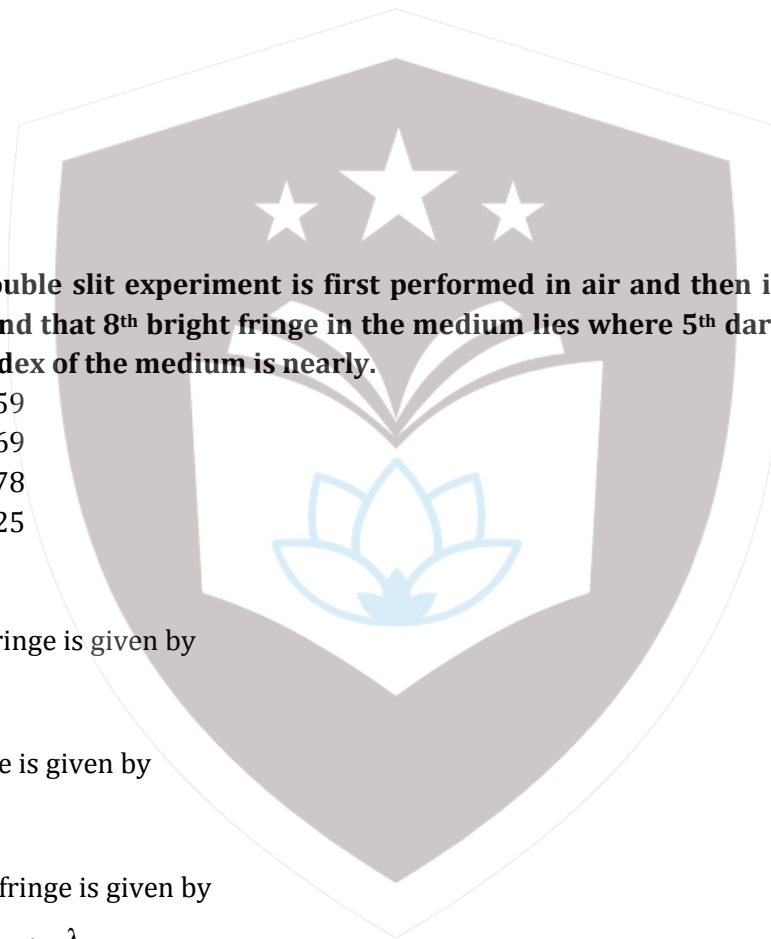 ouble slit experiment is first performed in air and then i
nd that 8th bright fringe in the medium lies where 5th dar
dex of the medium is nearly.
59
69
78
25
ringe is given by
e is given by
fringe is given by
λ